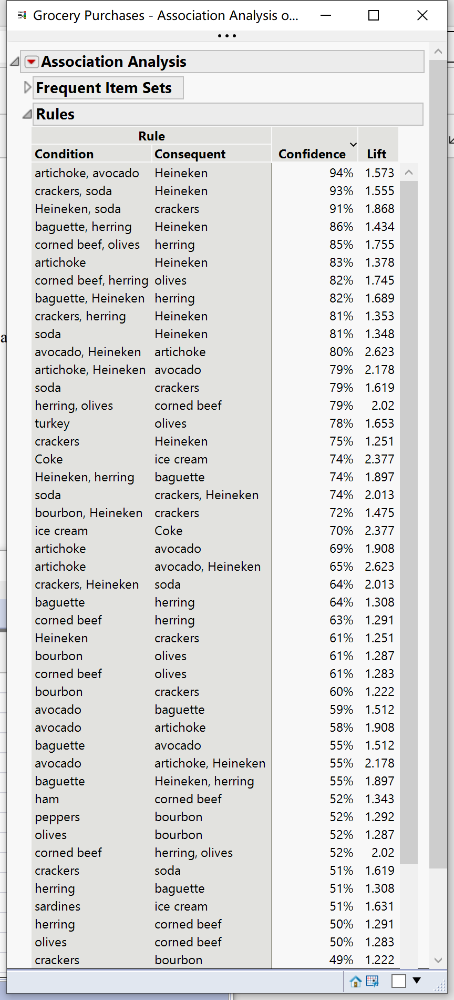 Grocery Purchases - Association Analysis o...
Association Analysis
Frequent Item Sets
Rules
Rule
Condition Consequent Confidence Lift
artichoke, avocado Heineken 94% 1.573
crackers, soda Heineken 93% 1.555
Heineken, soda crackers 91% 1.868
baguette, herring Heineken 86% 1.434
corned beef, olives herring 85% 1.755
artichoke Heineken 83% 1.378
corned beef, herring olives 82% 1.745
baguette, Heineken herring 82% 1.689
crackers, herring Heineken 81% 1.353
soda Heineken 81% 1.348
a
avocado, Heineken artichoke 80% 2.623
artichoke, Heineken avocado 79% 2.178
soda crackers 79% 1.619
herring, olives corned beef 79% 2.02
turkey olives 78% 1.653
crackers Heineken 75% 1.251
Coke ice cream 74% 2.377
Heineken, herring baguette 74% 1.897
soda crackers, Heineken 74% 2.013
bourbon, Heineken crackers 72% 1.475
ice cream Coke 70% 2.377
artichoke avocado 69% 1.908
artichoke avocado, Heineken 65% 2.623
crackers, Heineken soda 64% 2.013
baguette herring 64% 1.308
corned beef herring 63% 1.291
Heineken crackers 61% 1.251
bourbon olives 61% 1.287
corned beef olives 61% 1.283
bourbon crackers 60% 1.222
avocado baguette 59% 1.512
avocado artichoke 58% 1.908
baguette avocado 55% 1.512
avocado artichoke, Heineken 55% 2.178
baguette Heineken, herring 55% 1.897
ham corned beef 52% 1.343
peppers bourbon 52% 1.292
olives bourbon 52% 1.287
corned beef herring, olives 52% 2.02
crackers soda 51% 1.619
herring baguette 51% 1.308
sardines ice cream 51% 1.631
herring corned beef 50% 1.291
olives corned beef 50% 1.283
crackers bourbon 49% 1.222